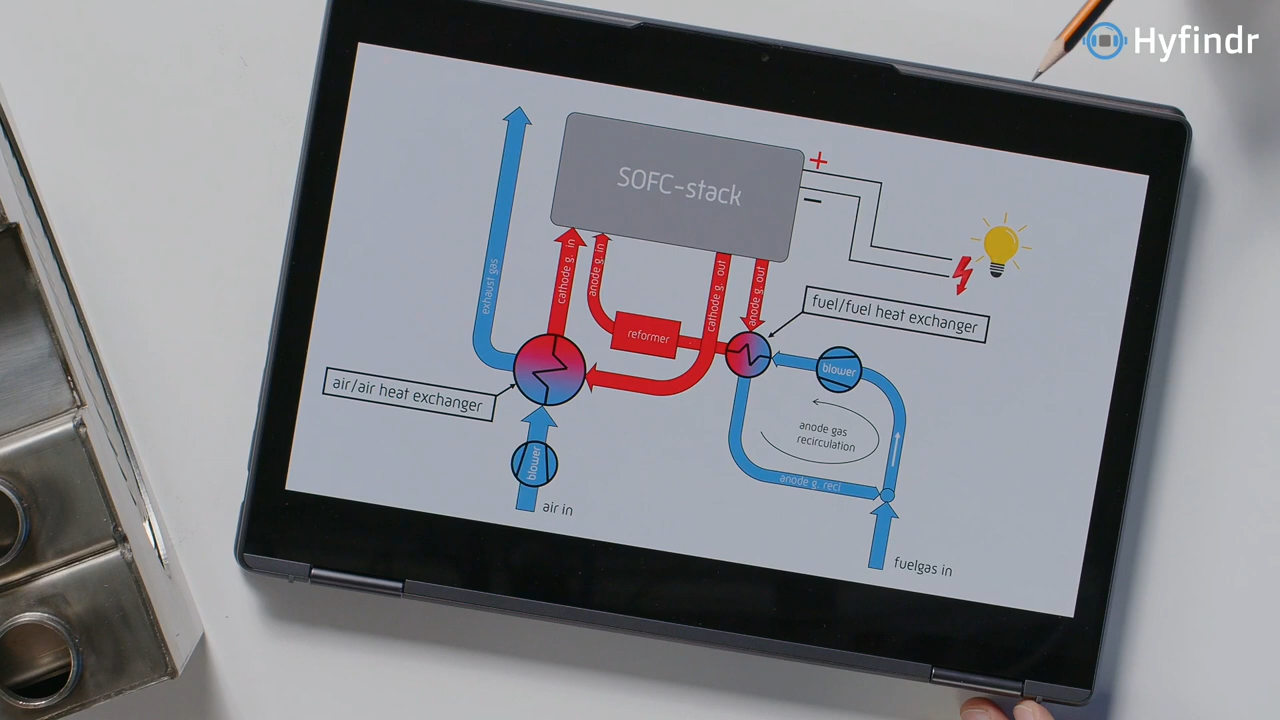 Hyfindr
SOFC-stack
+
−
exhaust gas
cathode g. in
anode g. in
cathode g. out
anode g. out
fuel/fuel heat exchanger
reformer
blower
air/air heat exchanger
anode gas
recirculation
blower
anode g. reci
air in
fuelgas in